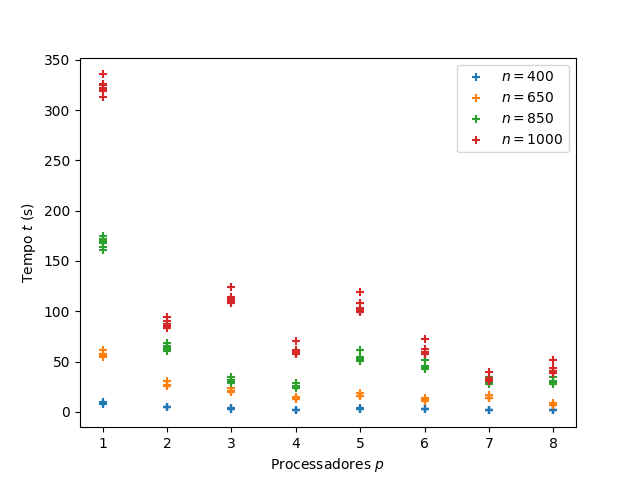 350
300
250
200
150
100
50
0
Tempo t (s)
1 2 3 4 5 6 7 8
Processadores p
n = 400
n = 650
n = 850
n = 1000